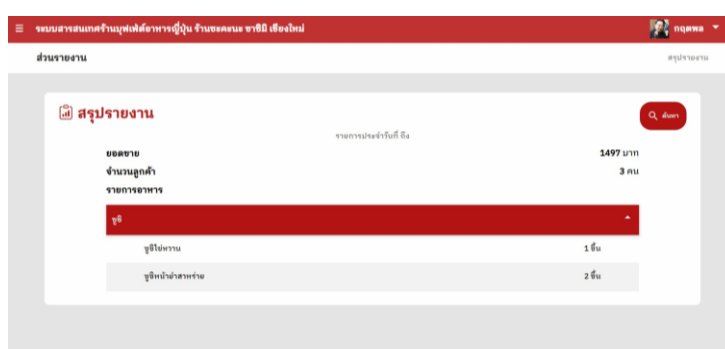 ระบบสารสนเทศร้านบุฟเฟ่ต์อาหารญี่ปุ่น ร้านซะคะนะ ซาชิมิ เชียงใหม่
กฤตพล
ส่วนรายงาน
สรุปรายงาน
สรุปรายงาน
ค้นหา
รายการประจำวันที่ ถึง
ยอดขาย 1497 บาท
จำนวนลูกค้า 3 คน
รายการอาหาร
ซูชิ
ซูชิไข่หวาน 1 ชิ้น
ซูชิหน้ายำสาหร่าย 2 ชิ้น